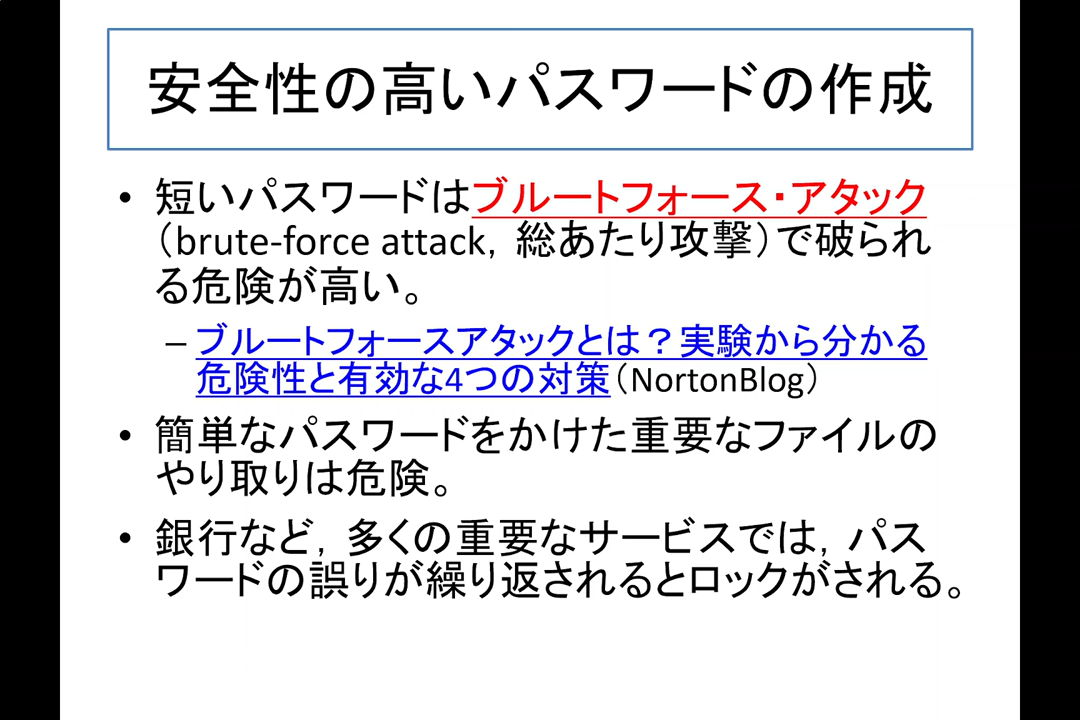 安全性の高いパスワードの作成
• 短いパスワードはブルートフォース・アタック
（brute-force attack，総あたり攻撃）で破られ
る危険が高い。
– ブルートフォースアタックとは？実験から分かる
危険性と有効な4つの対策（NortonBlog）
• 簡単なパスワードをかけた重要なファイルの
やり取りは危険。
• 銀行など，多くの重要なサービスでは，パス
ワードの誤りが繰り返されるとロックがされる。